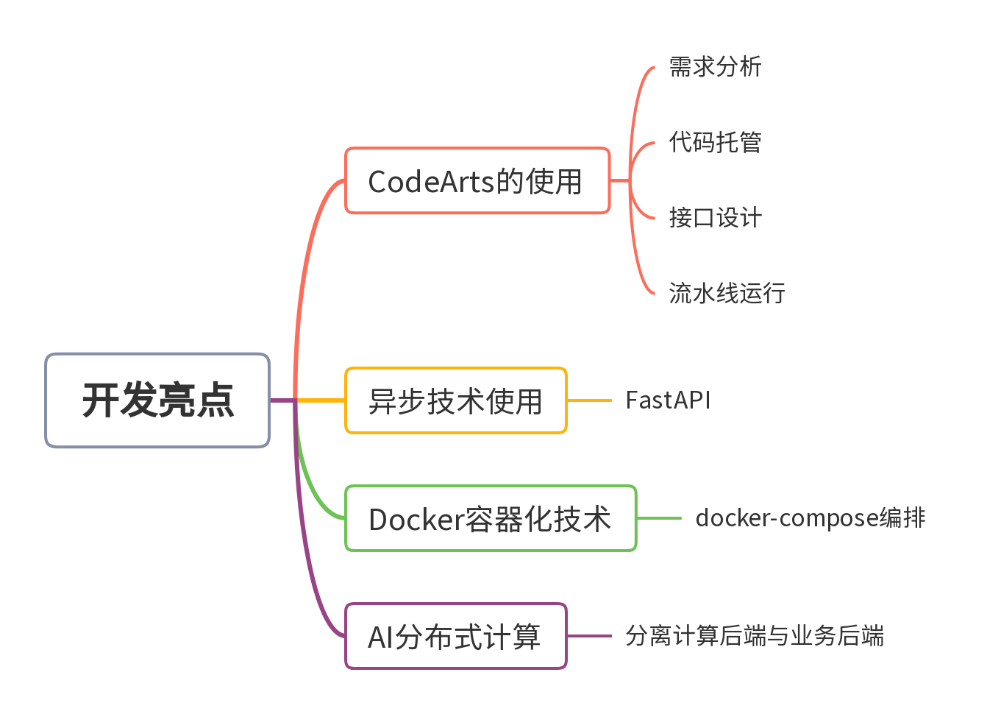 开发亮点
CodeArts的使用
需求分析
代码托管
接口设计
流水线运行
异步技术使用
FastAPI
Docker容器化技术
docker-compose编排
AI分布式计算
分离计算后端与业务后端